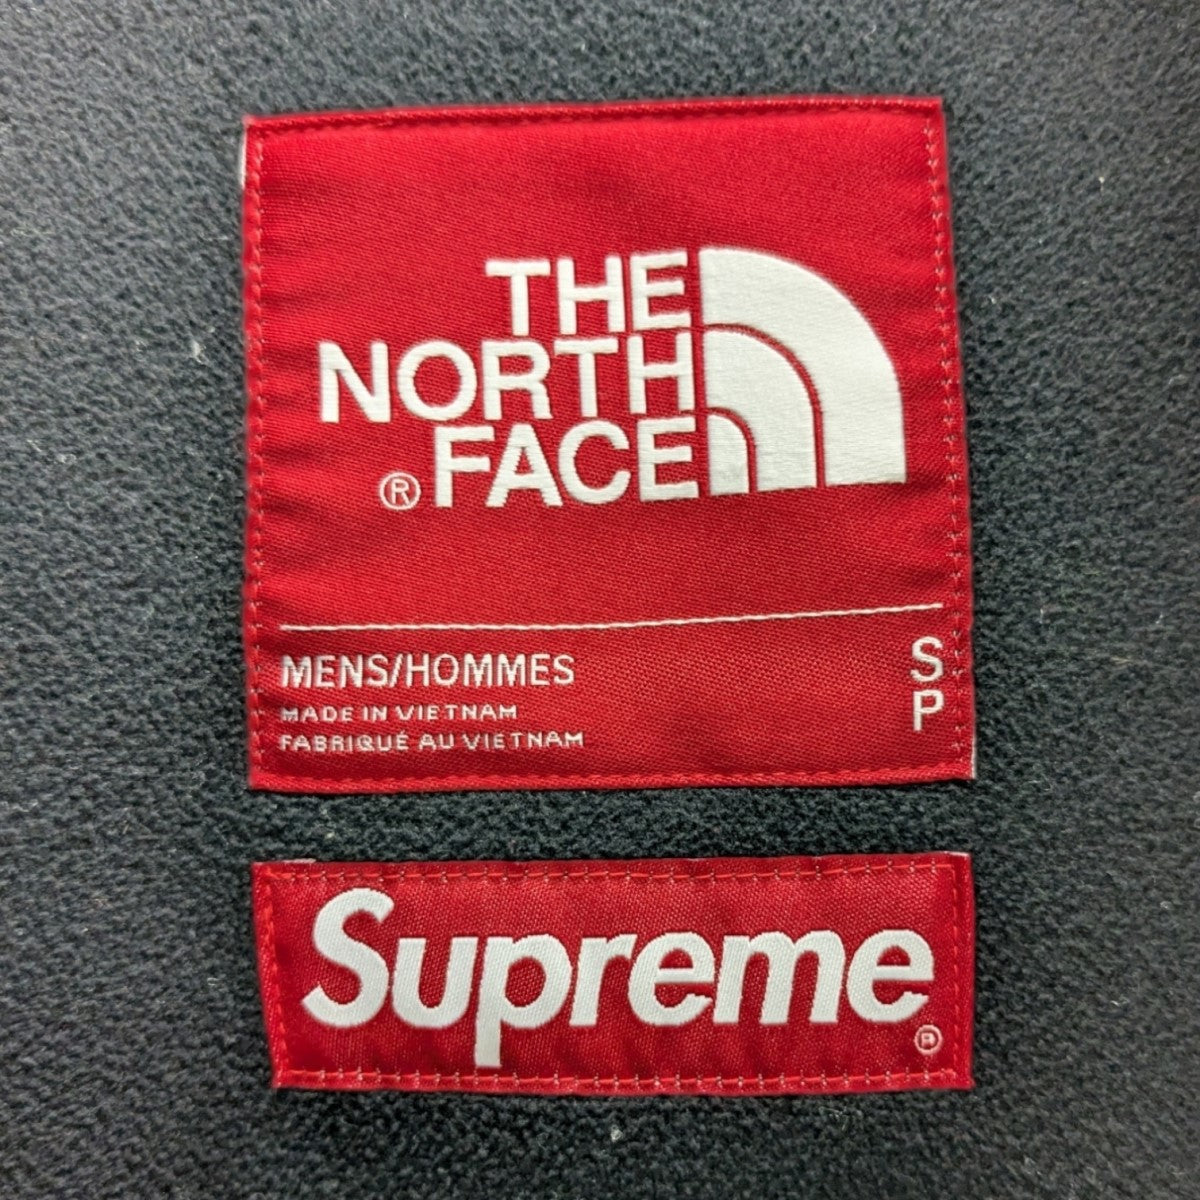 THE
NORTH
® FACE
MENS/HOMMES
MADE IN VIETNAM
FABRIQUÉ AU VIETNAM
S
P
Supreme®